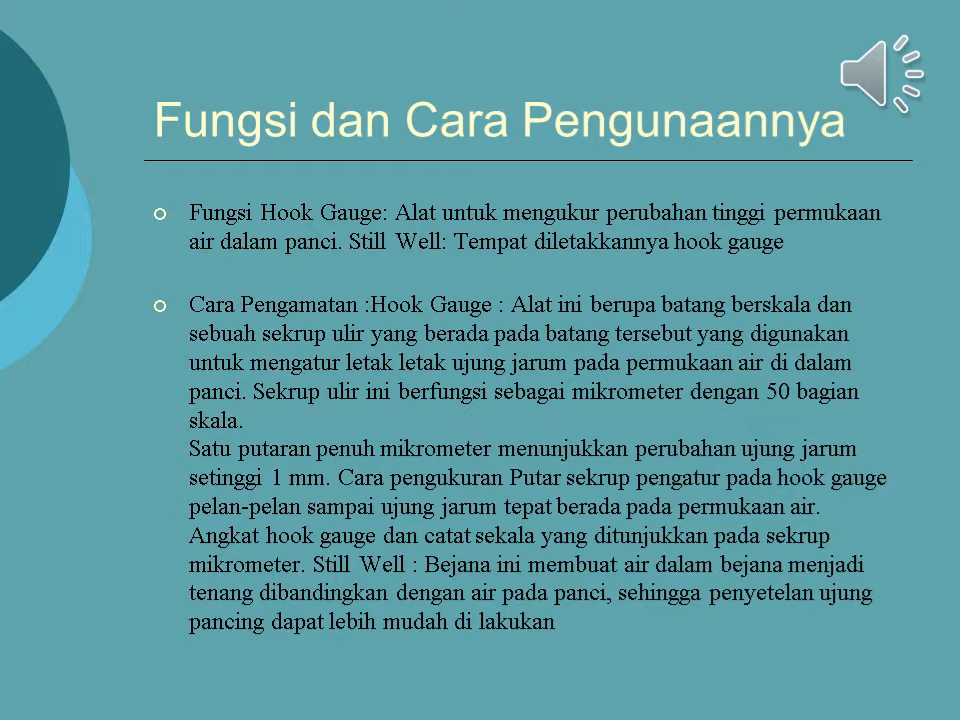 Fungsi dan Cara Pengunaannya
Fungsi Hook Gauge: Alat untuk mengukur perubahan tinggi permukaan
air dalam panci. Still Well: Tempat diletakkannya hook gauge
Cara Pengamatan :Hook Gauge : Alat ini berupa batang berskala dan
sebuah sekrup ulir yang berada pada batang tersebut yang digunakan
untuk mengatur letak letak ujung jarum pada permukaan air di dalam
panci. Sekrup ulir ini berfungsi sebagai mikrometer dengan 50 bagian
skala.
Satu putaran penuh mikrometer menunjukkan perubahan ujung jarum
setinggi 1 mm. Cara pengukuran Putar sekrup pengatur pada hook gauge
pelan-pelan sampai ujung jarum tepat berada pada permukaan air.
Angkat hook gauge dan catat sekala yang ditunjukkan pada sekrup
mikrometer. Still Well : Bejana ini membuat air dalam bejana menjadi
tenang dibandingkan dengan air pada panci, sehingga penyetelan ujung
pancing dapat lebih mudah di lakukan